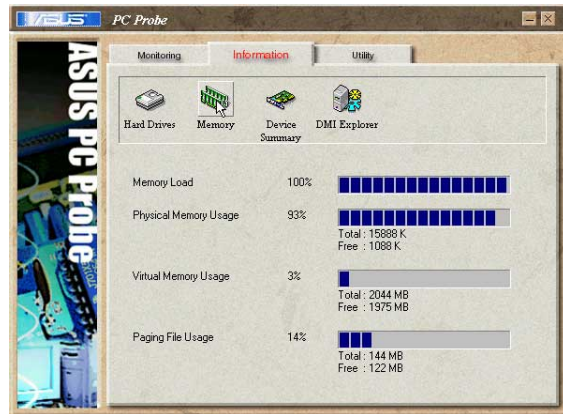 ASUS PC Probe
Monitoring Information Utility
ASUS PC Probe
Hard Drives Memory Device Summary DMI Explorer
Memory Load 100%
Physical Memory Usage 93%
Total : 15888 K
Free : 1088 K
Virtual Memory Usage 3%
Total : 2044 MB
Free : 1975 MB
Paging File Usage 14%
Total : 144 MB
Free : 122 MB